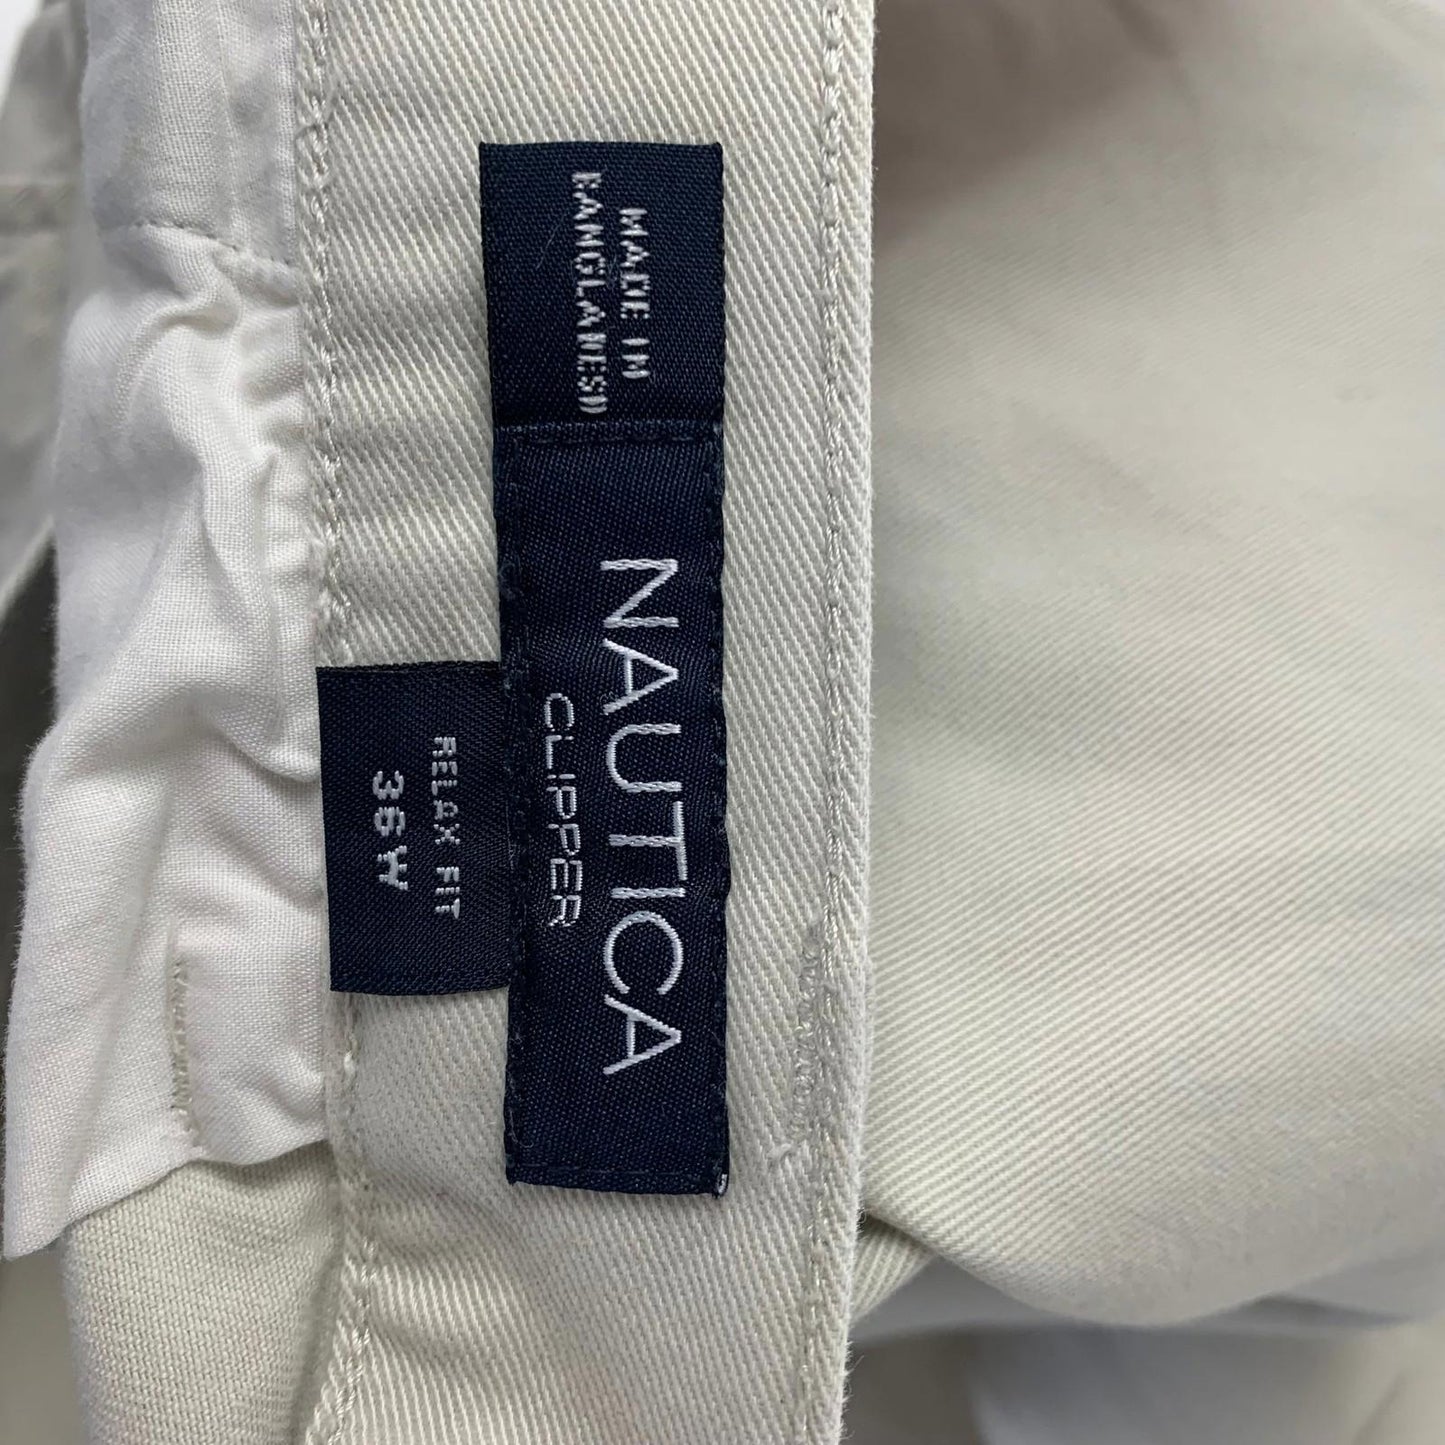 MADE IN
BANGLADESH
NAUTICA
CLIPPER
RELAX FIT
36W